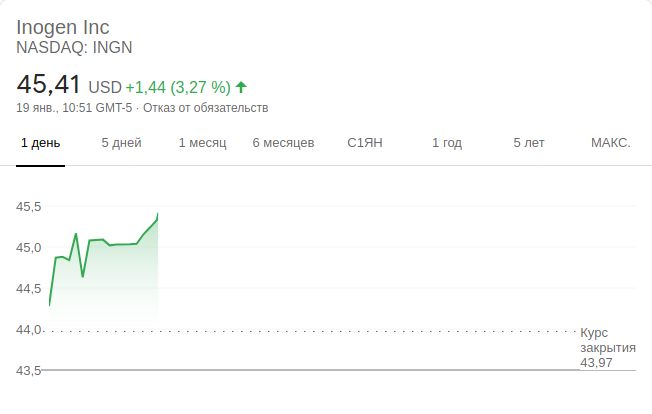 Inogen Inc
NASDAQ: INGN
45,41 USD +1,44 (3,27 %)
19 янв., 10:51 GMT-5 · Отказ от обязательств
1 день 5 дней 1 месяц 6 месяцев С1ЯН 1 год 5 лет МАКС.
45,5
45,0
44,5
44,0
Курс
закрытия
43,97
43,5